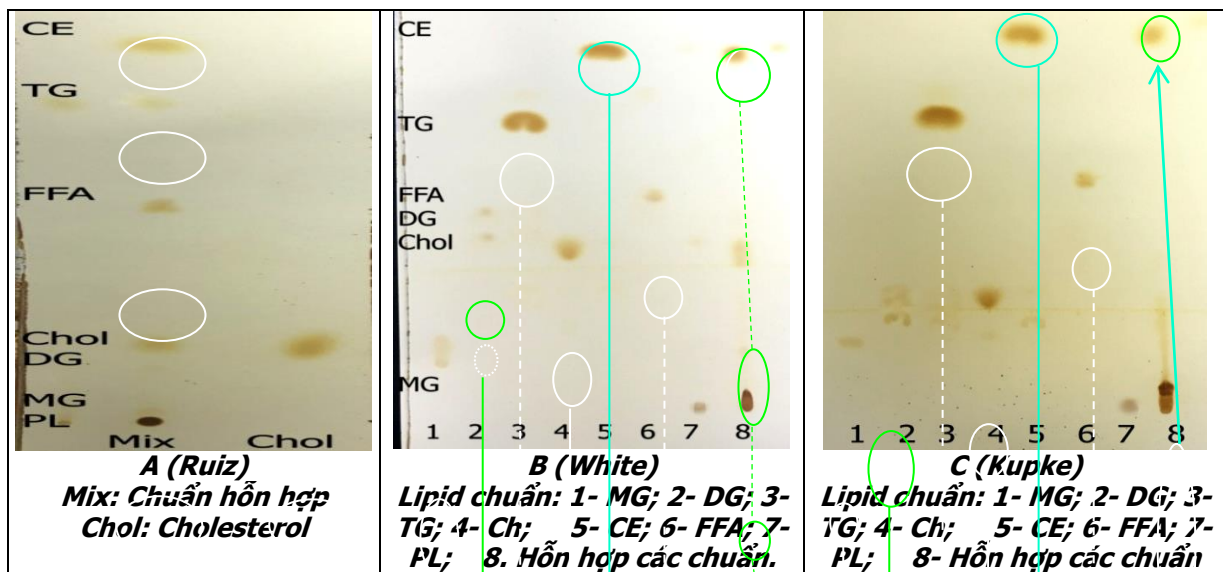 CE
TG
FFA
Chol
DG
MG
PL
Mix Chol
A (Ruiz)
Mix: Chuẩn hỗn hợp
Chol: Cholesterol
CE
TG
FFA
DG
Chol
MG
1 2 3 4 5 6 7 8
B (White)
Lipid chuẩn: 1- MG; 2- DG; 3-
TG; 4- Ch; 5- CE; 6- FFA; 7-
PL; 8. Hỗn hợp các chuẩn.
1 2 3 4 5 6 7 8
C (Kupke)
Lipid chuẩn: 1- MG; 2- DG; 3-
TG; 4- Ch; 5- CE; 6- FFA; 7-
PL; 8- Hỗn hợp các chuẩn